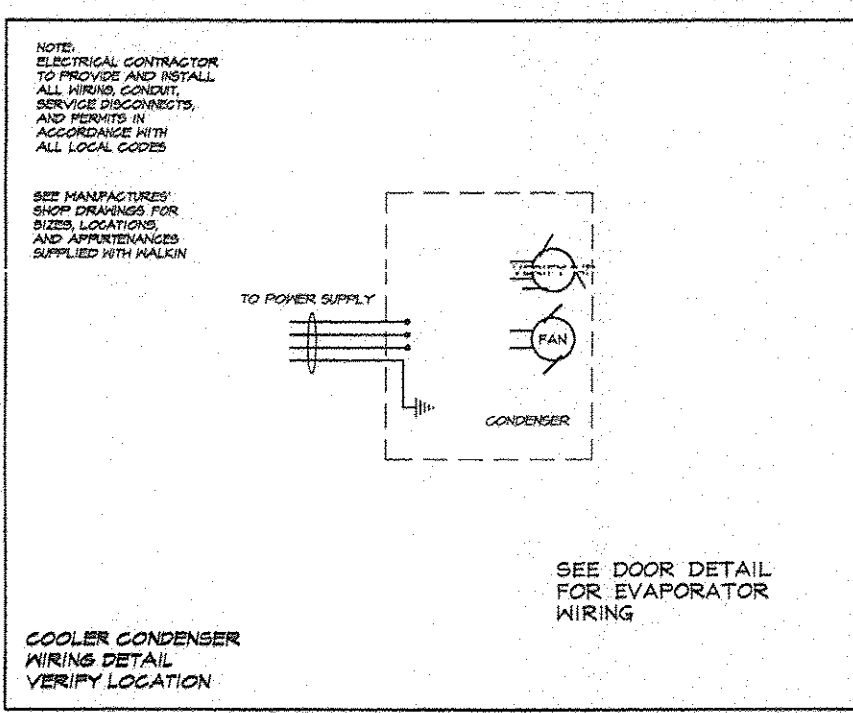 NOTE:
ELECTRICAL CONTRACTOR
TO PROVIDE AND INSTALL
ALL WIRING, CONDUIT,
SERVICE DISCONNECTS,
AND PERMITS IN
ACCORDANCE WITH
ALL LOCAL CODES
SEE MANUFACTURES'
SHOP DRAWINGS FOR
SIZES, LOCATIONS,
AND APPURTENANCES
SUPPLIED WITH WALKIN
TO POWER SUPPLY
VERIFY HP
FAN
CONDENSER
SEE DOOR DETAIL
FOR EVAPORATOR
WIRING
COOLER CONDENSER
WIRING DETAIL
VERIFY LOCATION